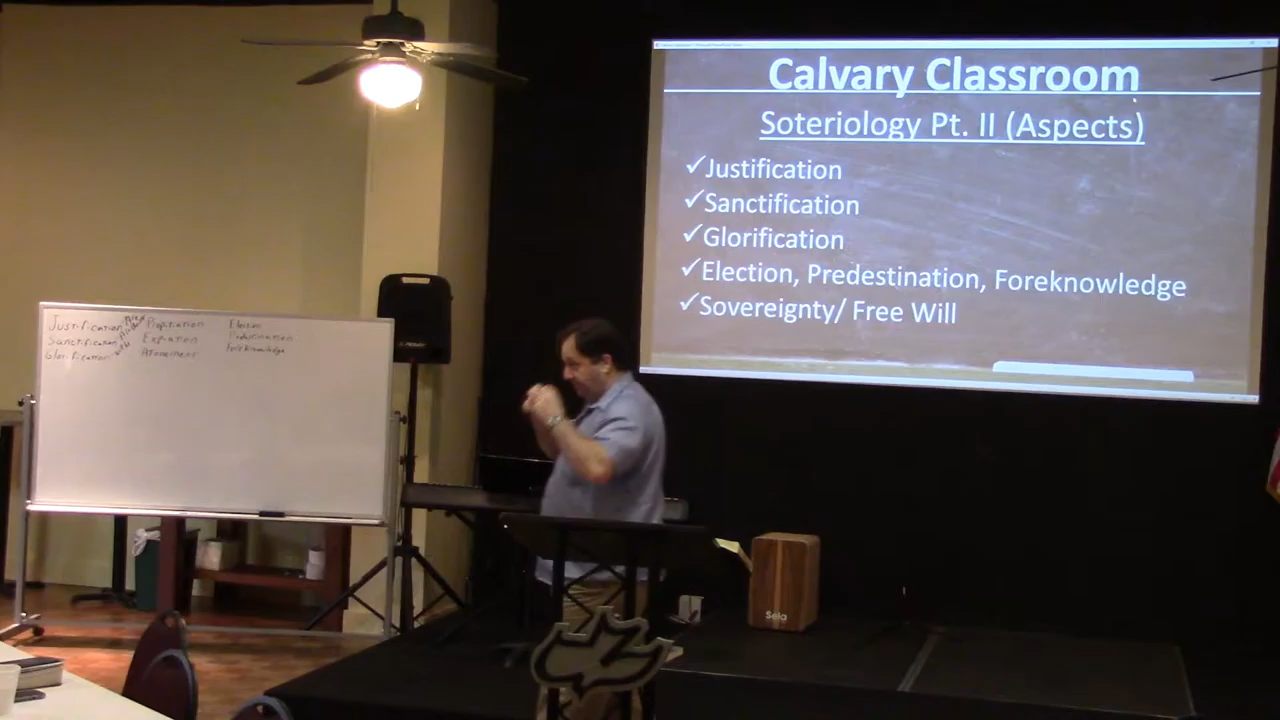 Calvary Classroom
Soteriology Pt. II (Aspects)
✓Justification
✓Sanctification
✓Glorification
✓Election, Predestination, Foreknowledge
✓Sovereignty/ Free Will
Justification Propitiation Election
Sanctification Expiation Predestination
Glorification Atonement Foreknowledge
Sela